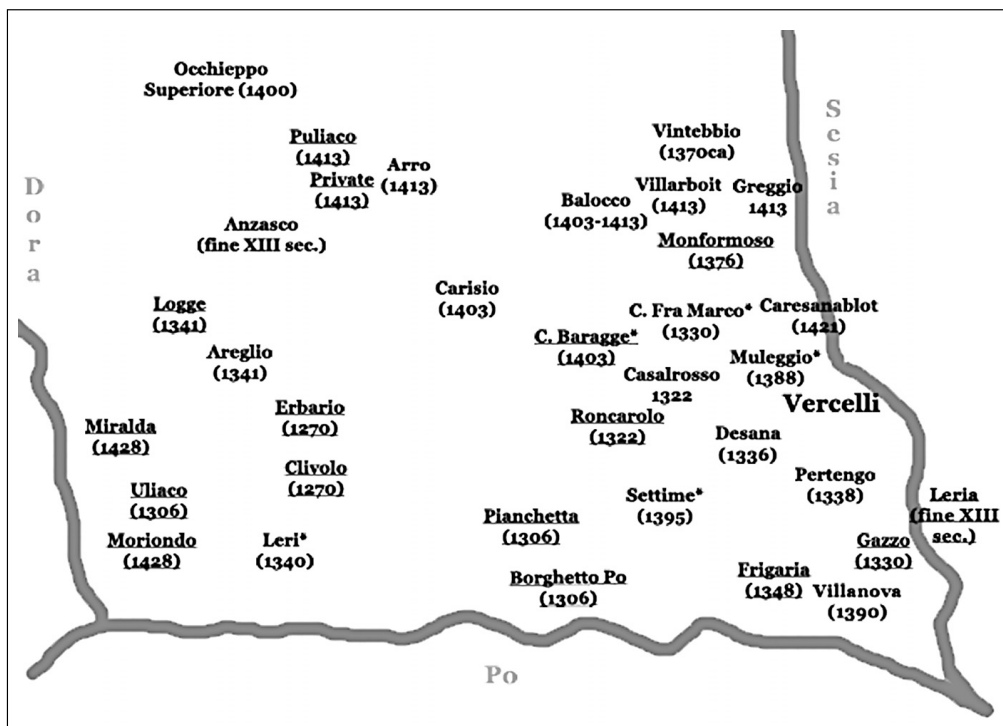 Occhieppo
Superiore (1400)
Puliaco
(1413)
Private
(1413)
Arro
(1413)
Anzasco
(fine XIII sec.)
Vintebbio
(1370ca)
Villarboit
(1413)
Greggio
1413
Balocco
(1403-1413)
Monformoso
(1376)
Sesia
Dora
Logge
(1341)
Areglio
1341)
Carisio
(1403)
C. Fra Marco*
(1330)
Caresanablot
(1421)
C. Baragge*
(1403)
Muleggio*
(1388)
Casalrosso
1322
Vercelli
Erbario
(1270)
Roncarolo
(1322)
Miralda
(1428)
Desana
(1336)
Clivolo
(1270)
Pertengo
(1338)
Uliaco
(1306)
Settime*
(1395)
Leria
(fine XIII
sec.)
Pianchetta
(1306)
Moriondo
(1428)
Leri*
(1340)
Gazzo
(1330)
Borghetto Po
(1306)
Frigaria
(1348)
Villanova
(1390)
Po